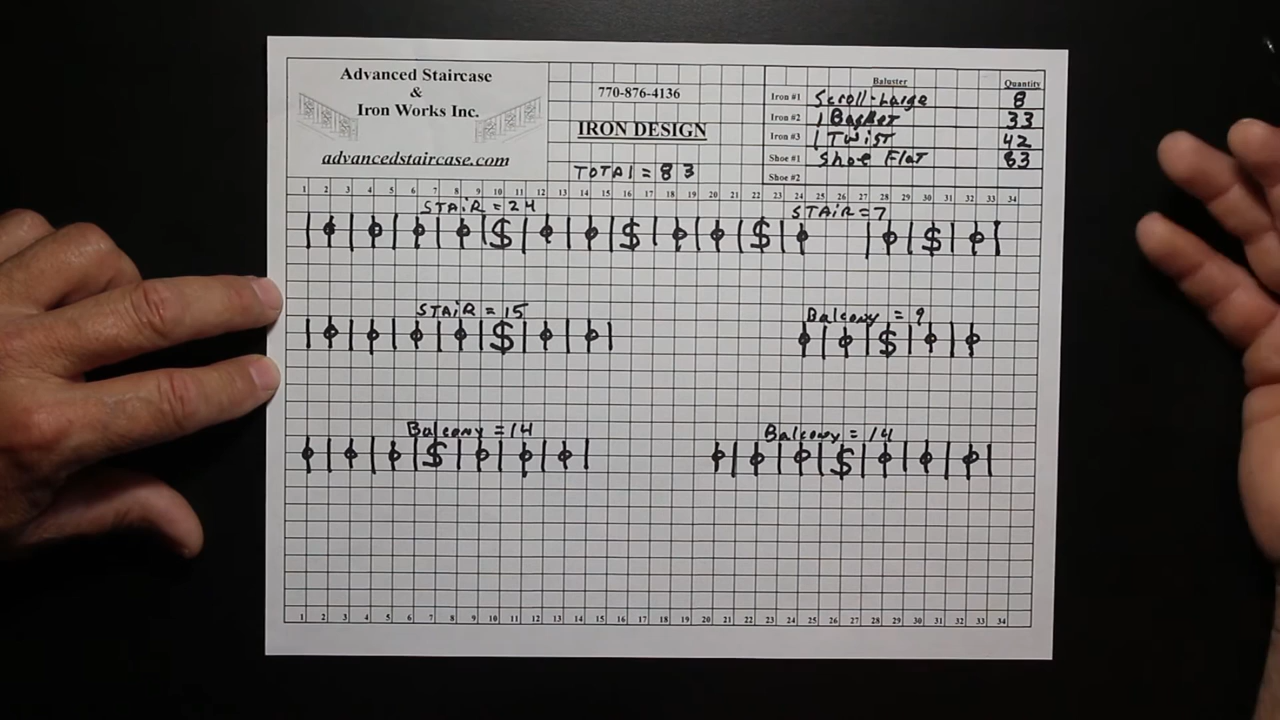 Advanced Staircase
&
Iron Works Inc.
advancedstaircase.com
770-876-4136
IRON DESIGN
TOTAL = 83
Baluster Quantity
Iron #1 Scroll-Large 8
Iron #2 1 Basket 33
Iron #3 1 Twist 42
Shoe #1 Shoe Flat 83
Shoe #2
1 2 3 4 5 6 7 8 9 10 11 12 13 14 15 16 17 18 19 20 21 22 23 24 25 26 27 28 29 30 31 32 33 34
STAiR = 24 STAiR = 7
STAiR = 15 Balcony = 9
Balcony = 14 Balcony = 14
1 2 3 4 5 6 7 8 9 10 11 12 13 14 15 16 17 18 19 20 21 22 23 24 25 26 27 28 29 30 31 32 33 34